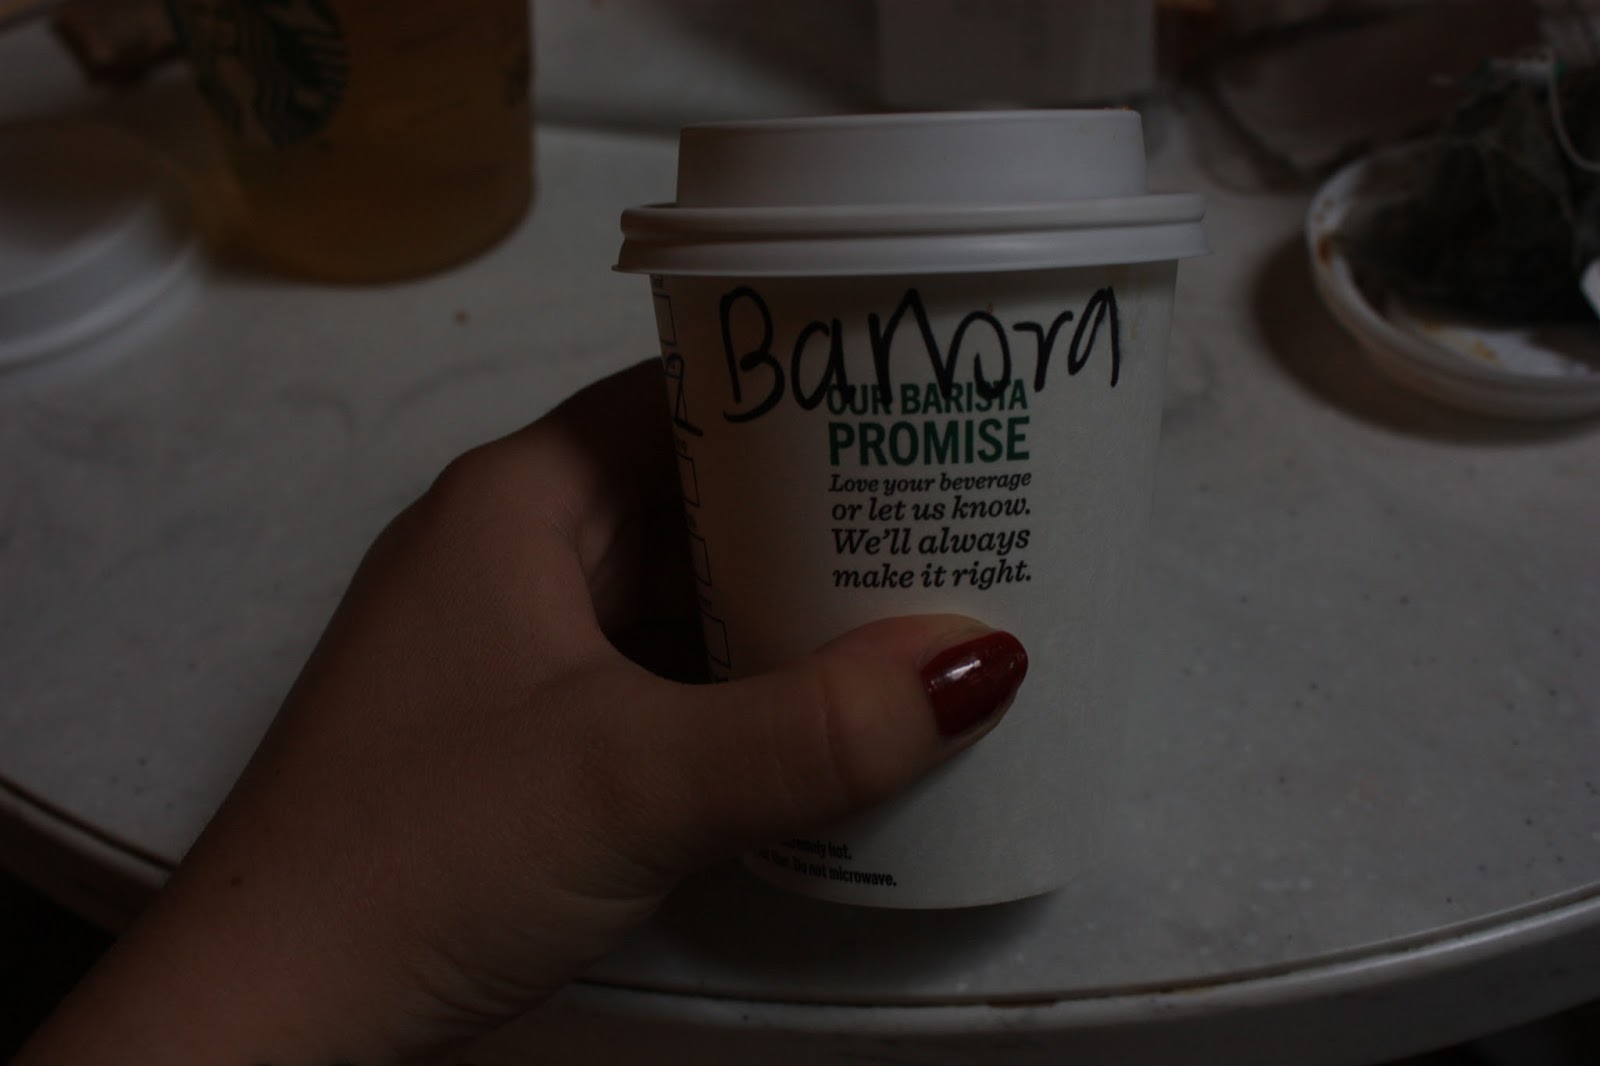 Banora
OUR BARISTA
PROMISE
Love your beverage
or let us know.
We'll always
make it right.
hot.
Do not microwave.